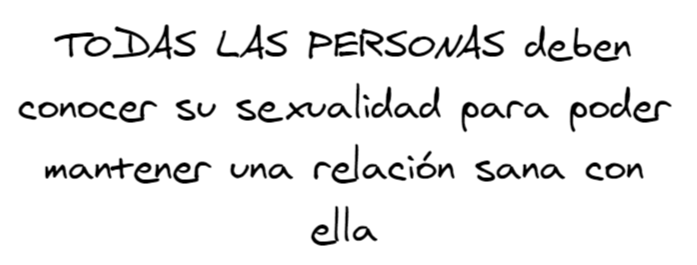 TODAS LAS PERSONAS deben
conocer su sexualidad para poder
mantener una relación sana con
ella